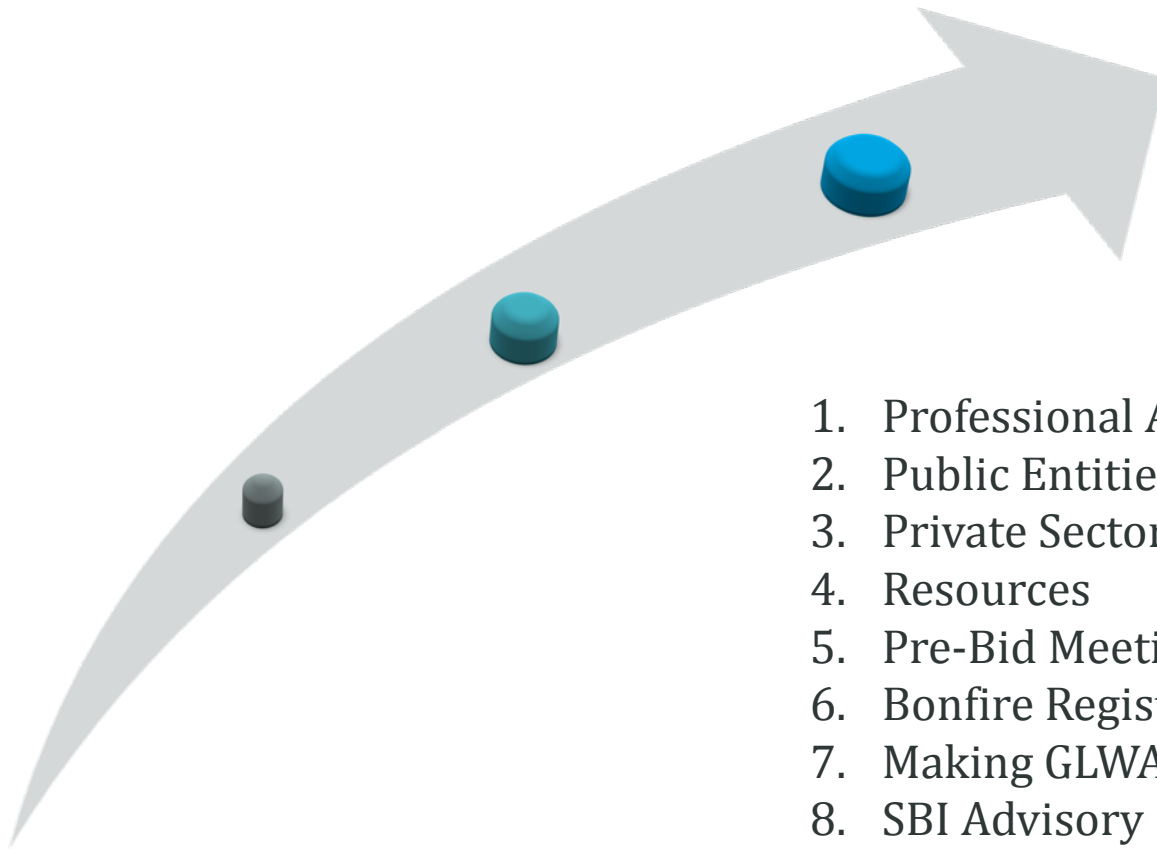 1. Professional A
2. Public Entitie
3. Private Sector
4. Resources
5. Pre-Bid Meeti
6. Bonfire Regist
7. Making GLWA
8. SBI Advisory